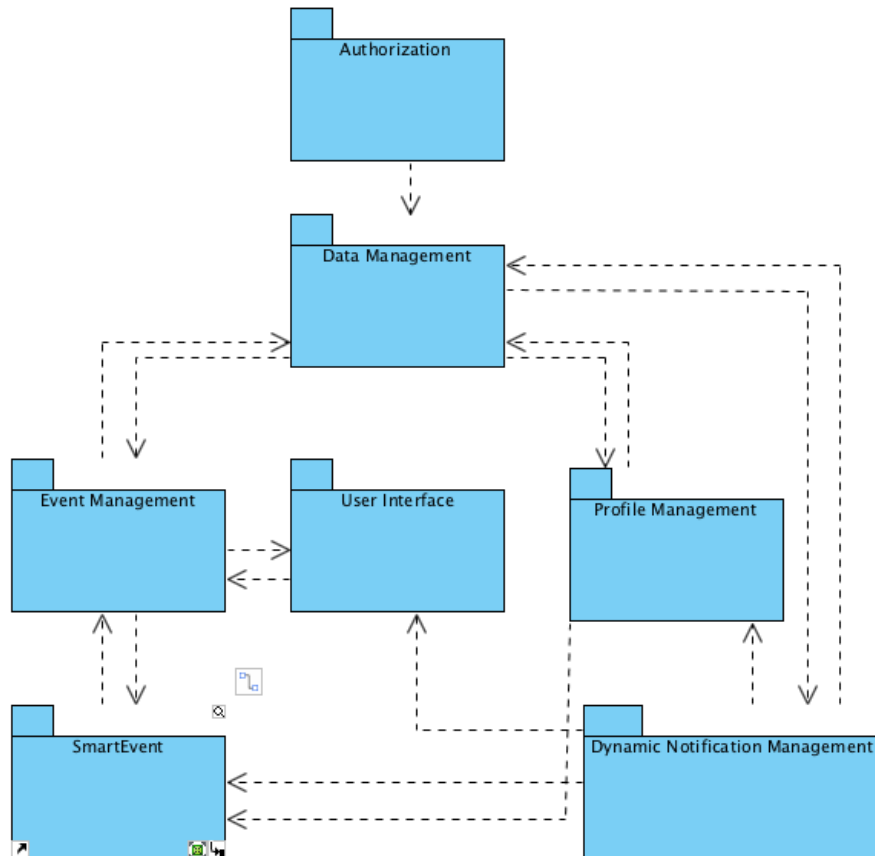 Authorization
Data Management
Event Management
User Interface
Profile Management
SmartEvent
Dynamic Notification Management